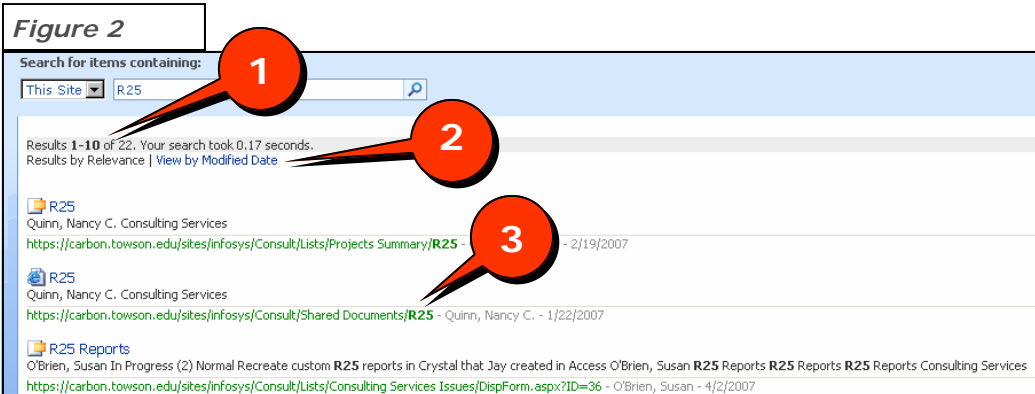 Figure 2
Search for items containing:
This Site R25
1
Results 1-10 of 22. Your search took 0.17 seconds.
2
Results by Relevance | View by Modified Date
R25
Quinn, Nancy C. Consulting Services
https://carbon.towson.edu/sites/infosys/Consult/Lists/Projects Summary/R25 - - 2/19/2007
3
R25
Quinn, Nancy C. Consulting Services
https://carbon.towson.edu/sites/infosys/Consult/Shared Documents/R25 - Quinn, Nancy C. - 1/22/2007
R25 Reports
O'Brien, Susan In Progress (2) Normal Recreate custom R25 reports in Crystal that Jay created in Access O'Brien, Susan R25 Reports R25 Reports R25 Reports Consulting Services
https://carbon.towson.edu/sites/infosys/Consult/Lists/Consulting Services Issues/DispForm.aspx?ID=36 - O'Brien, Susan - 4/2/2007